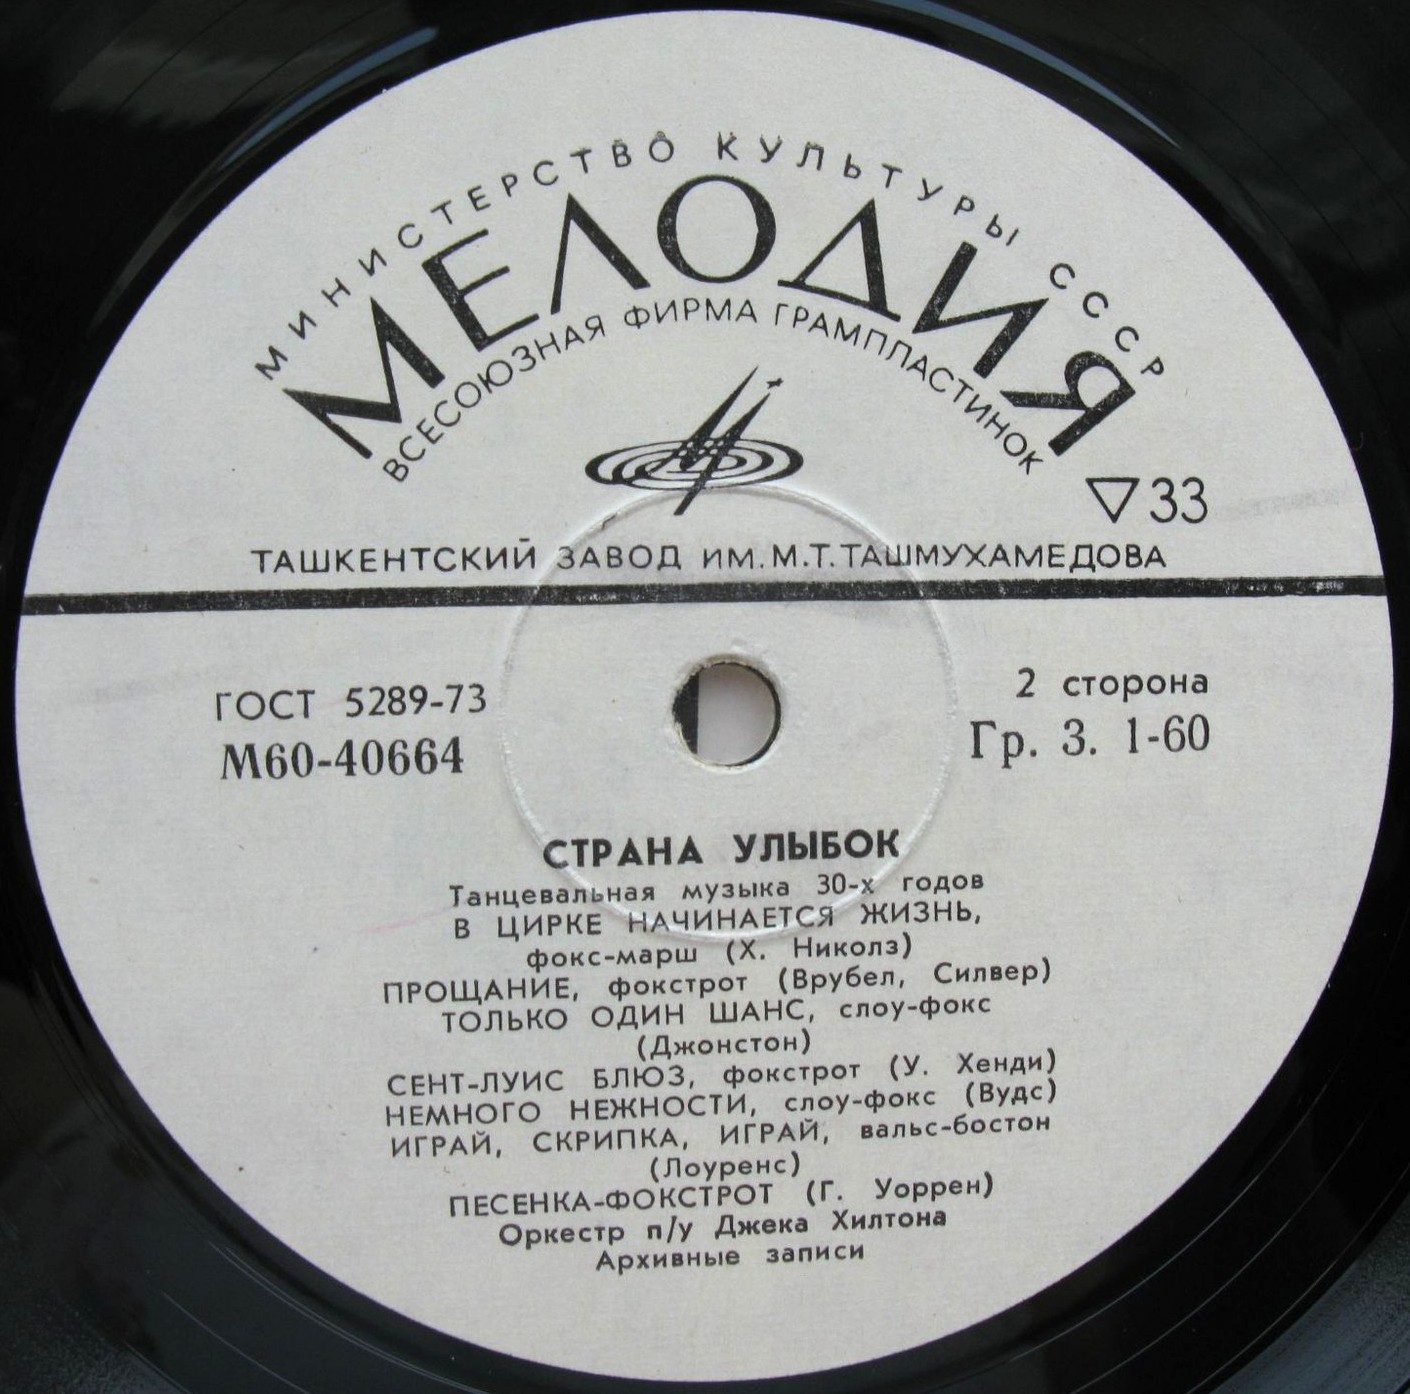 МИНИСТЕРСТВО КУЛЬТУРЫ СССР
МЕЛОДИЯ
ВСЕСОЮЗНАЯ ФИРМА ГРАМПЛАСТИНОК
▽33
ТАШКЕНТСКИЙ ЗАВОД ИМ.М.Т.ТАШМУХАМЕДОВА
ГОСТ 5289-73
М60-40664
2 сторона
Гр. 3. 1-60
СТРАНА УЛЫБОК
Танцевальная музыка 30-х годов
В ЦИРКЕ НАЧИНАЕТСЯ ЖИЗНЬ,
фокс-марш (Х. Николз)
ПРОЩАНИЕ, фокстрот (Врубел, Силвер)
ТОЛЬКО ОДИН ШАНС, слоу-фокс
(Джонстон)
СЕНТ-ЛУИС БЛЮЗ, фокстрот (У. Хенди)
НЕМНОГО НЕЖНОСТИ, слоу-фокс (Вудс)
ИГРАЙ, СКРИПКА, ИГРАЙ, вальс-бостон
(Лоуренс)
ПЕСЕНКА-ФОКСТРОТ (Г. Уоррен)
Оркестр п/у Джека Хилтона
Архивные записи